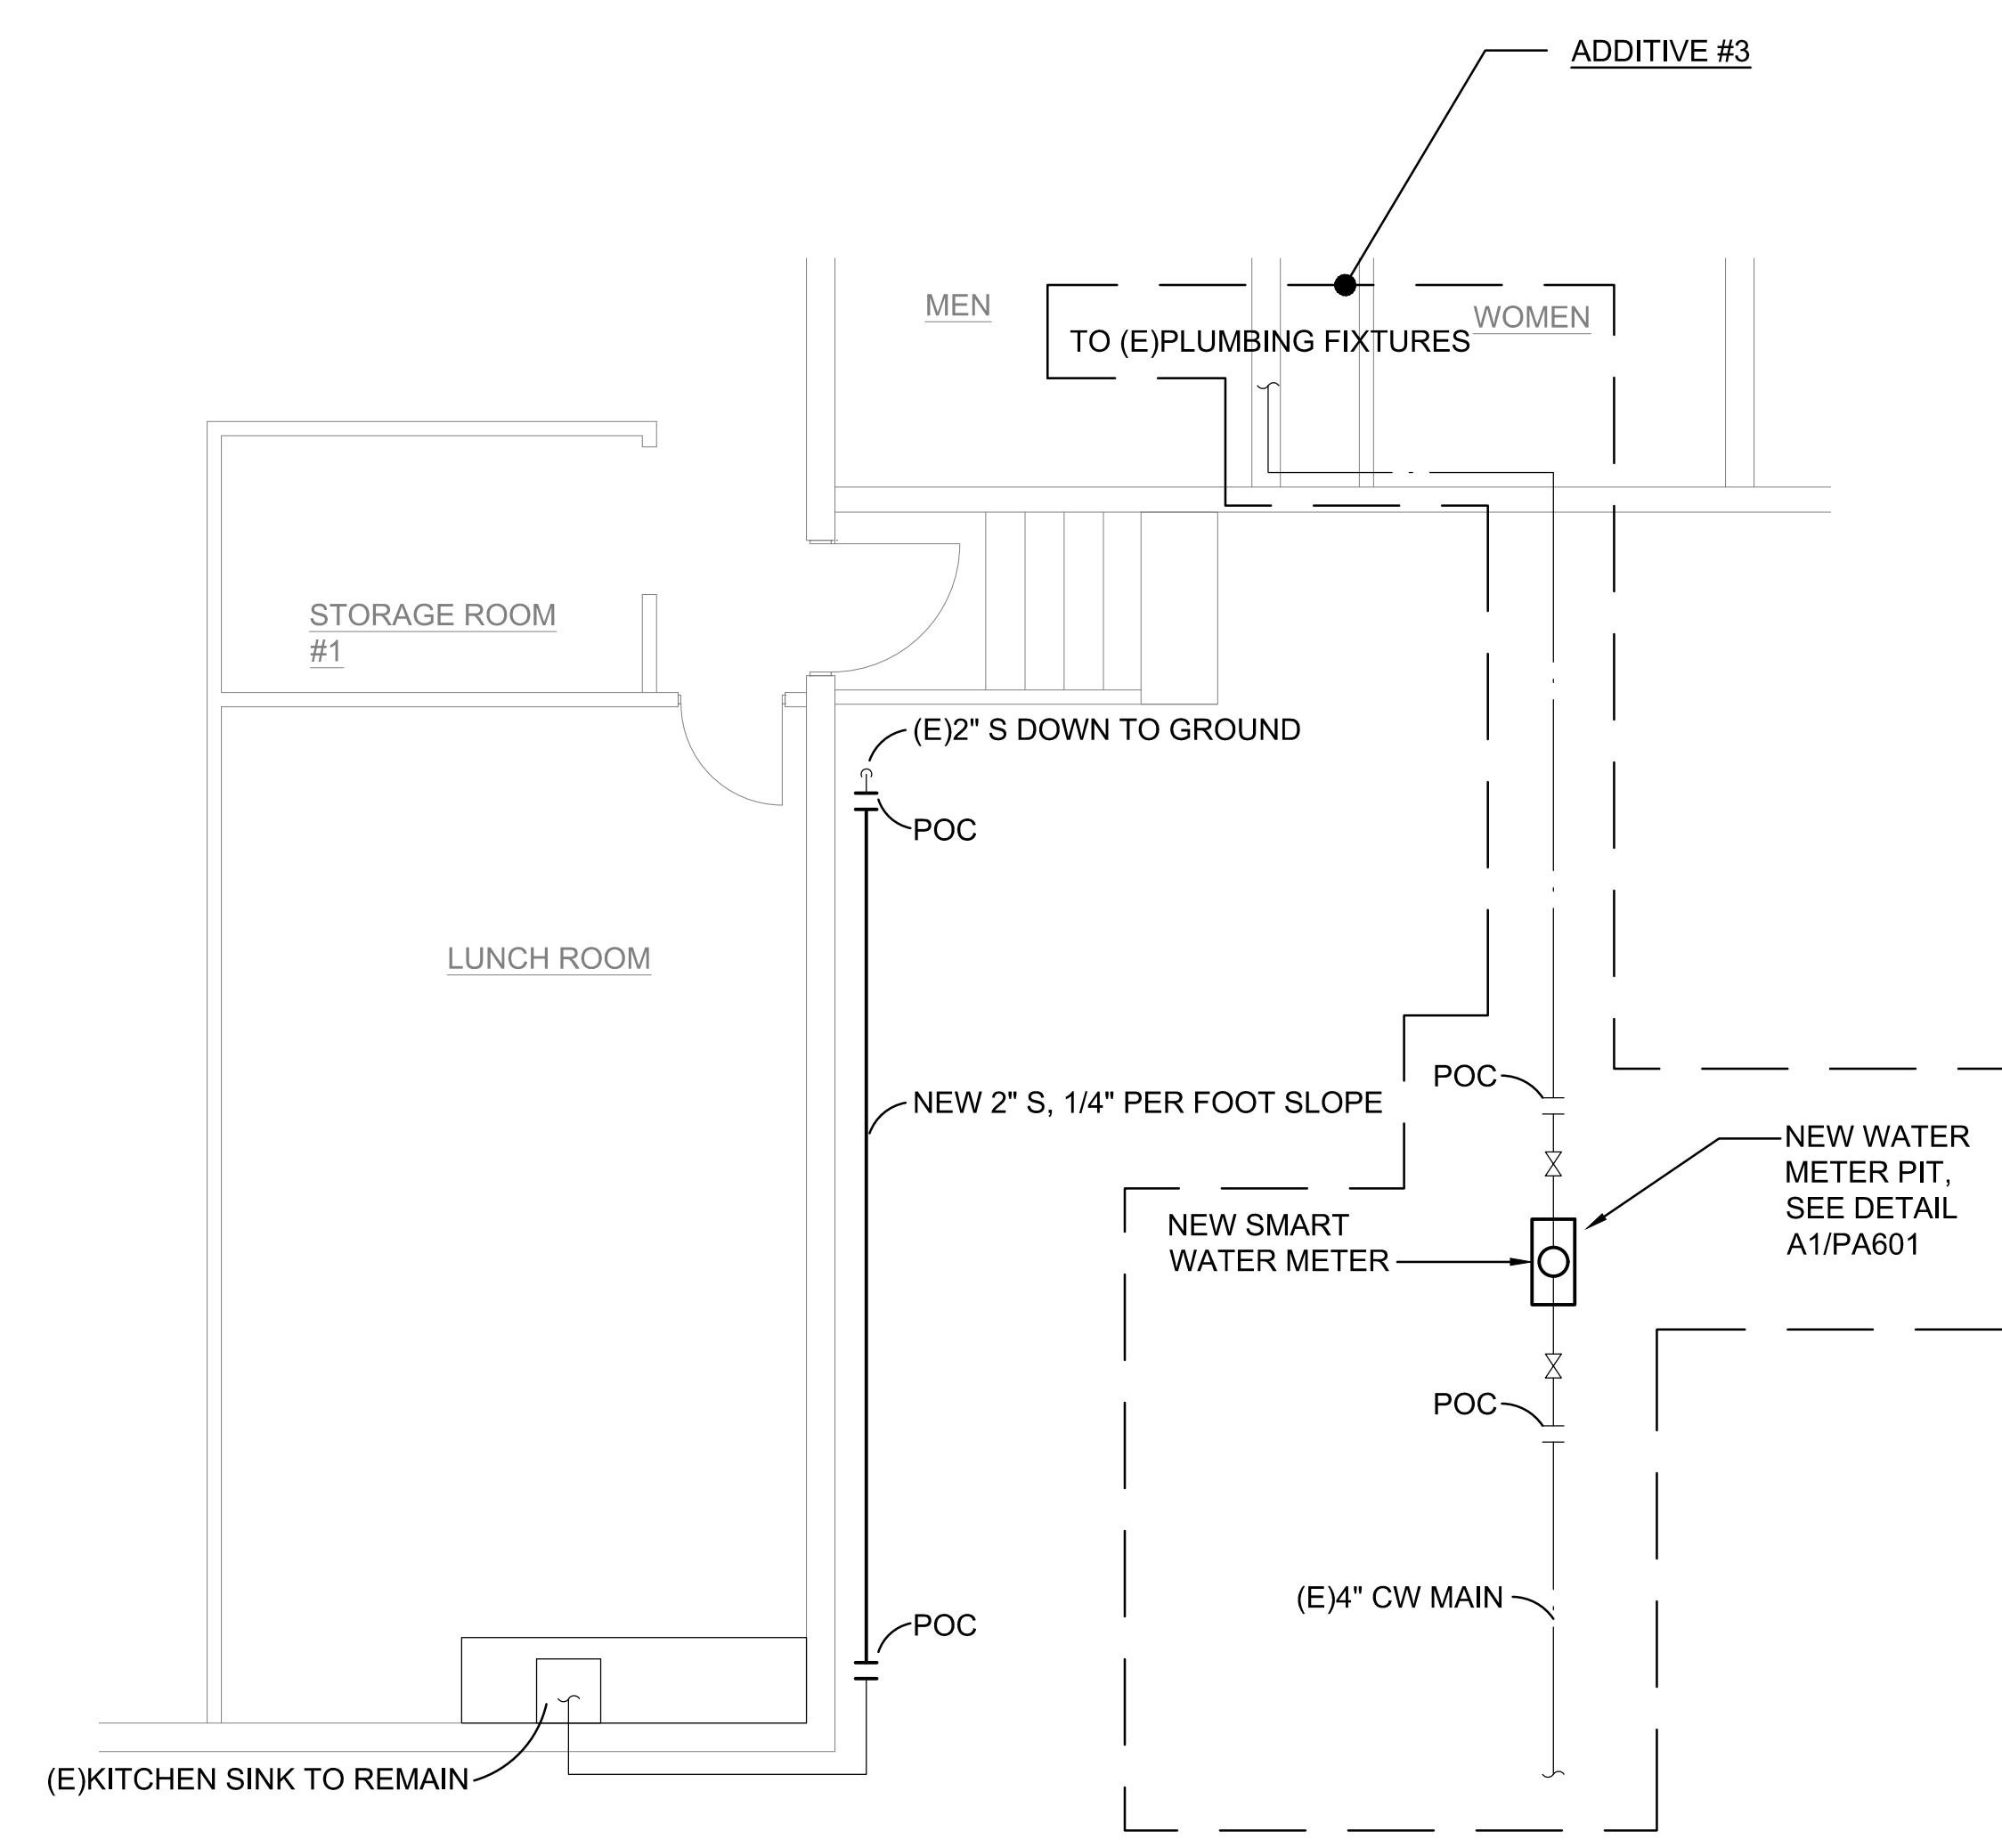 ADDITIVE #3
MEN
WOMEN
TO (E)PLUMBING FIXTURES
STORAGE ROOM
#1
(E)2" S DOWN TO GROUND
POC
LUNCH ROOM
POC
NEW 2" S, 1/4" PER FOOT SLOPE
NEW WATER
METER PIT,
SEE DETAIL
A1/PA601
NEW SMART
WATER METER
POC
(E)4" CW MAIN
POC
(E)KITCHEN SINK TO REMAIN